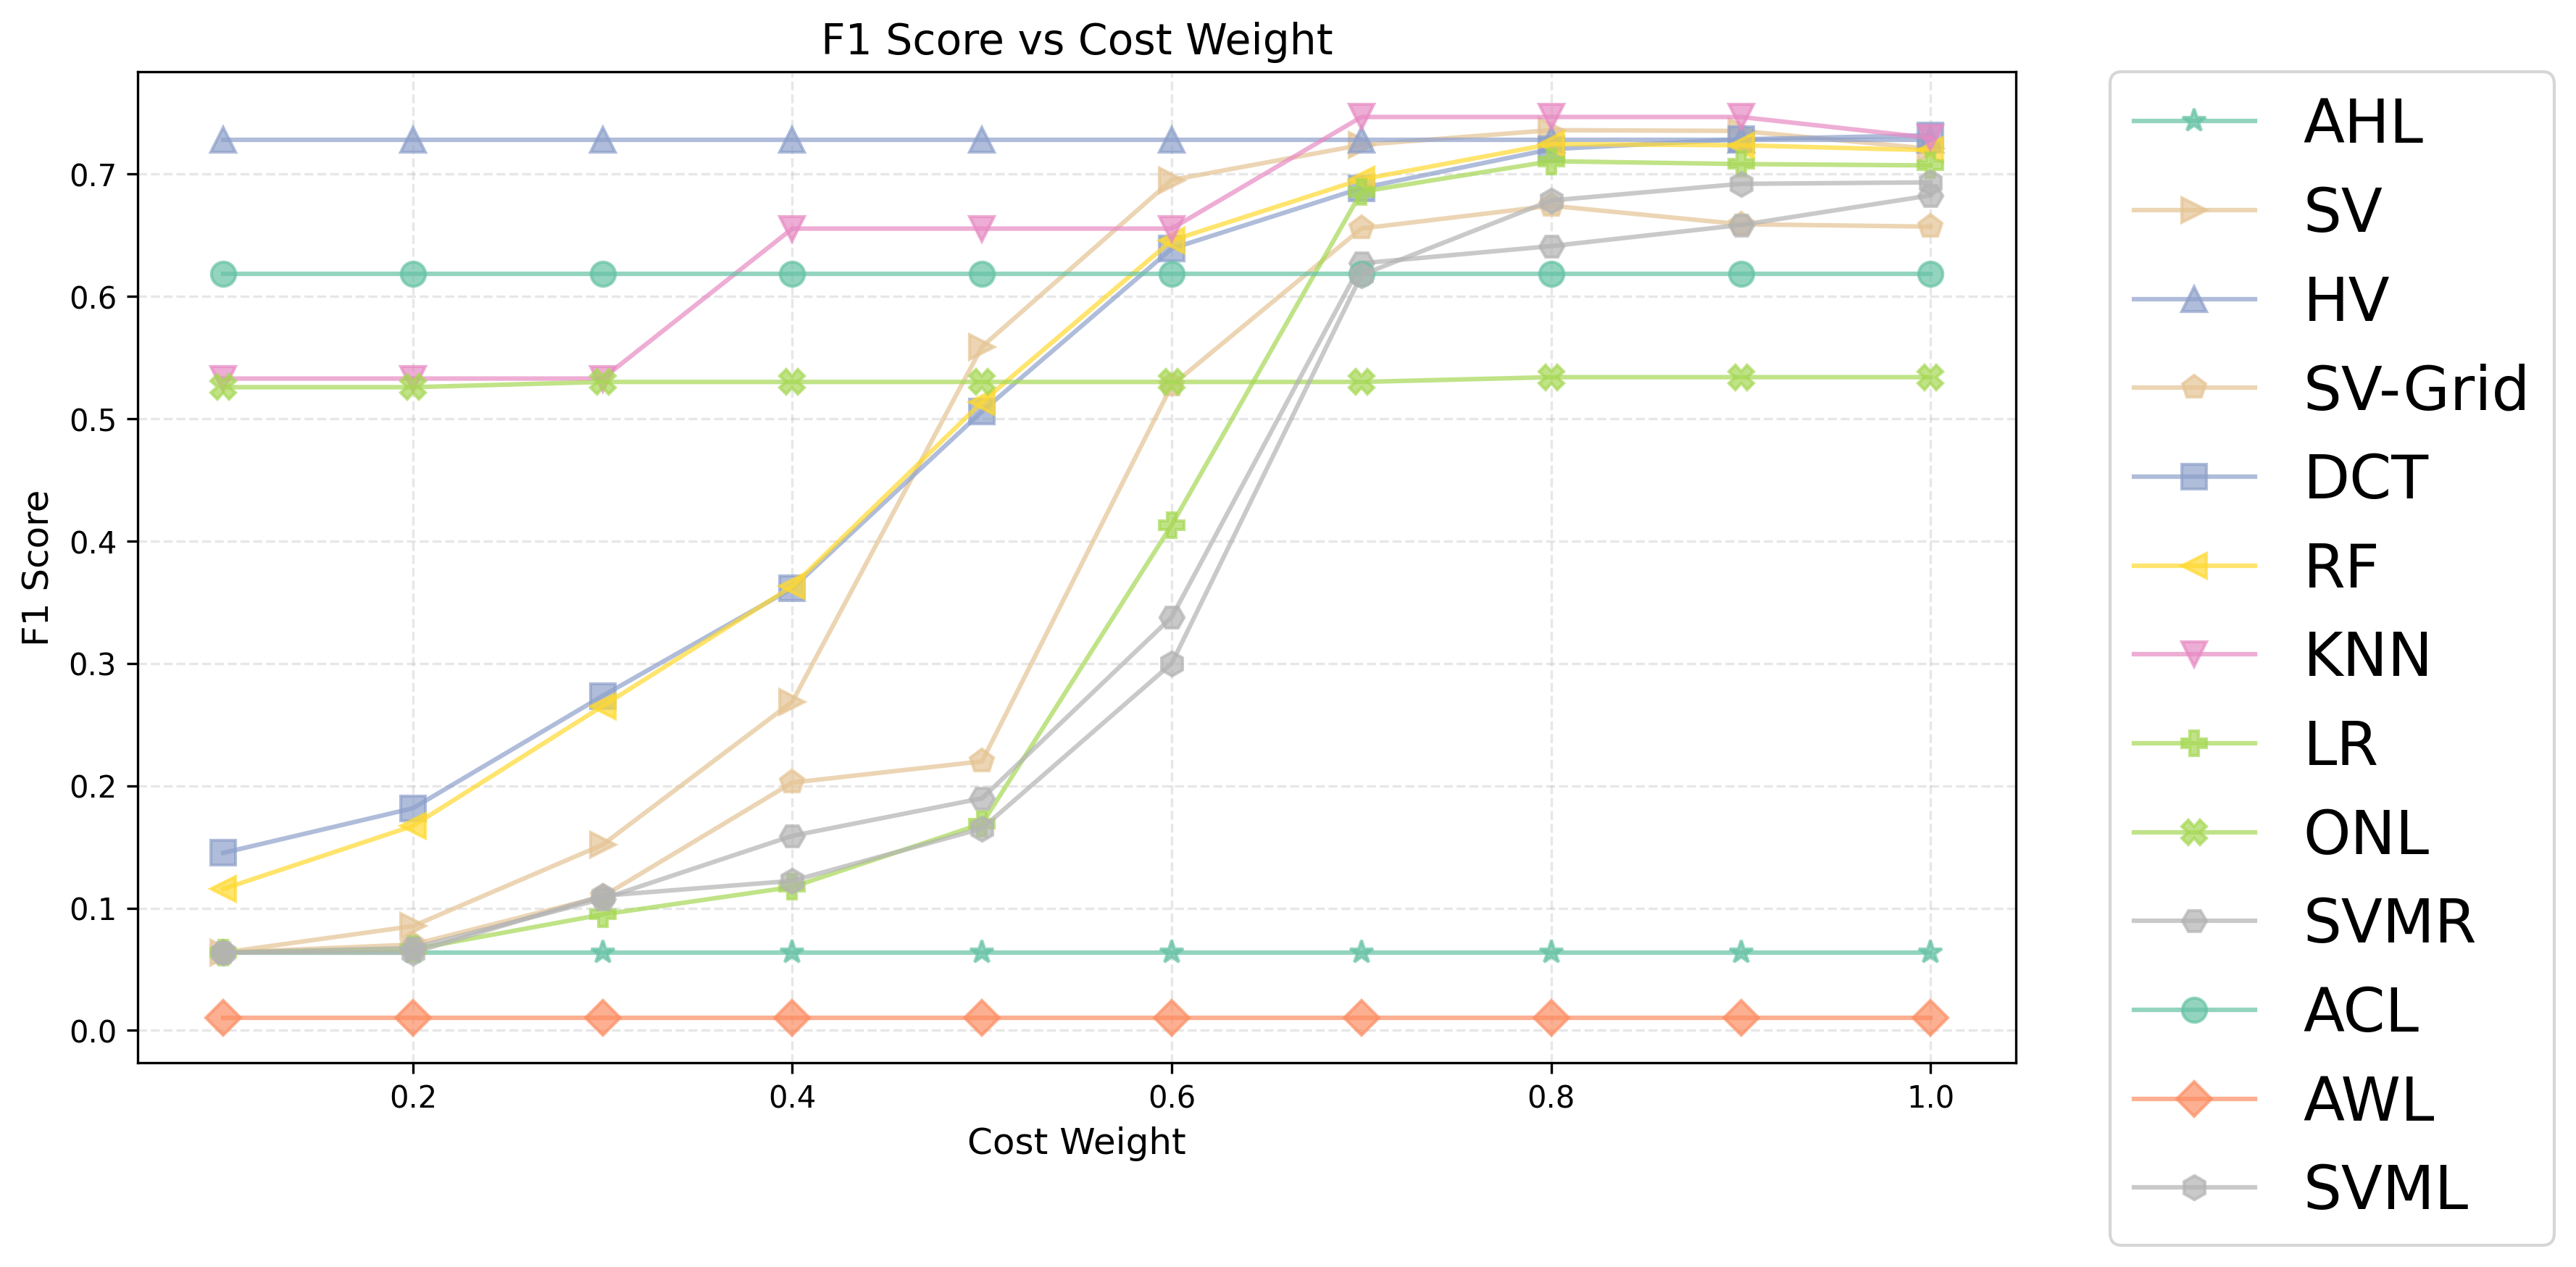 F1 Score vs Cost Weight
F1 Score
0.7
0.6
0.5
0.4
0.3
0.2
0.1
0.0
0.2 0.4 0.6 0.8 1.0
Cost Weight
AHL
SV
HV
SV-Grid
DCT
RF
KNN
LR
ONL
SVMR
ACL
AWL
SVML